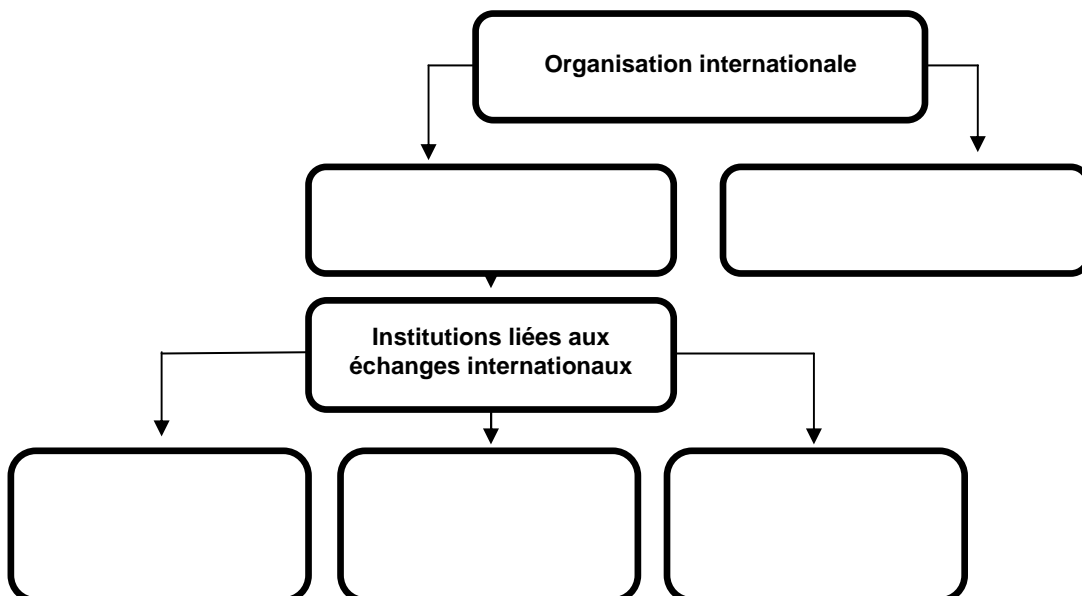 Organisation internationale
Institutions liées aux
échanges internationaux